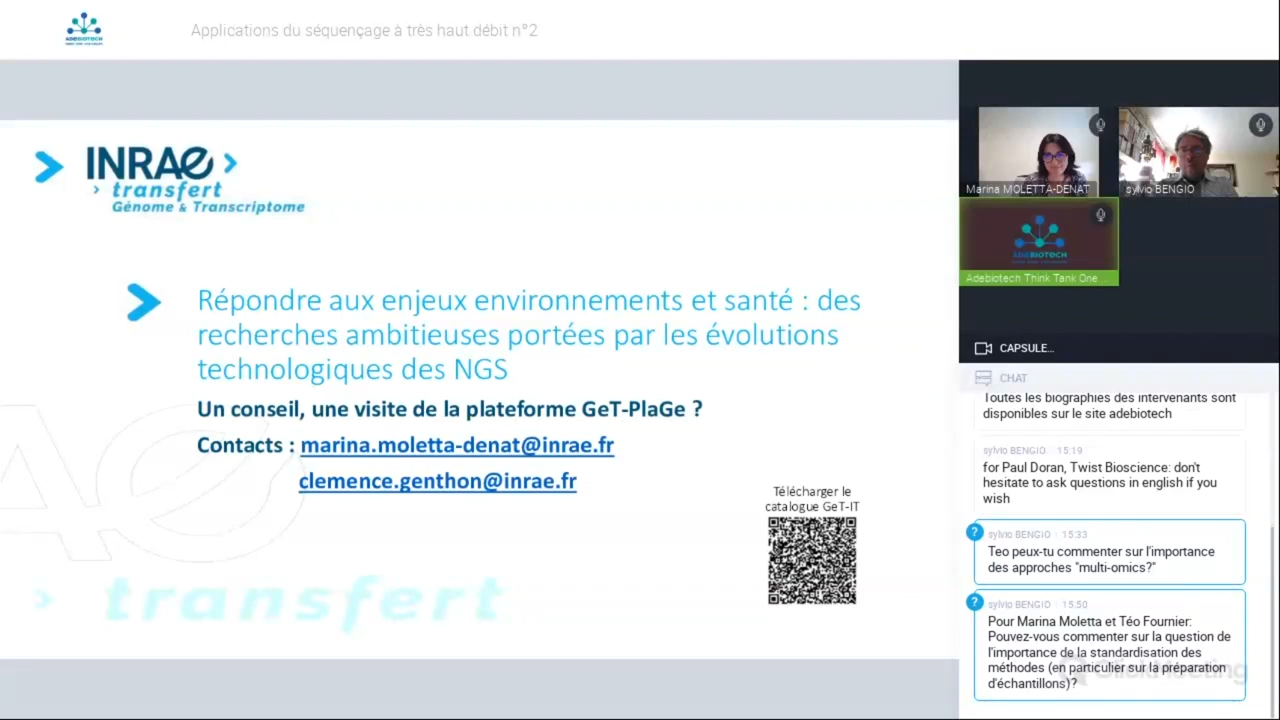 ADEBIOTECH
Applications du séquençage à très haut débit n°2
INRAE
transfert
Génome & Transcriptome
Répondre aux enjeux environnements et santé : des
recherches ambitieuses portées par les évolutions
technologiques des NGS
Un conseil, une visite de la plateforme GeT-PlaGe ?
Contacts : marina.moletta-denat@inrae.fr
clemence.genthon@inrae.fr
Télécharger le
catalogue GeT-IT
transfert
Marina MOLETTA-DENAT
sylvio BENGIO
ADEBIOTECH
Adebiotech Think Tank One...
CAPSULE...
CHAT
Toutes les biographies des intervenants sont
disponibles sur le site adebiotech
sylvio BENGIO 15:19
for Paul Doran, Twist Bioscience: don't
hesitate to ask questions in english if you
wish
? sylvio BENGIO 15:33
Teo peux-tu commenter sur l'importance
des approches "multi-omics?"
? sylvio BENGIO 15:50
Pour Marina Moletta et Téo Fournier:
Pouvez-vous commenter sur la question de
l'importance de la standardisation des
méthodes (en particulier sur la préparation
d'échantillons)?
ClickMeeting